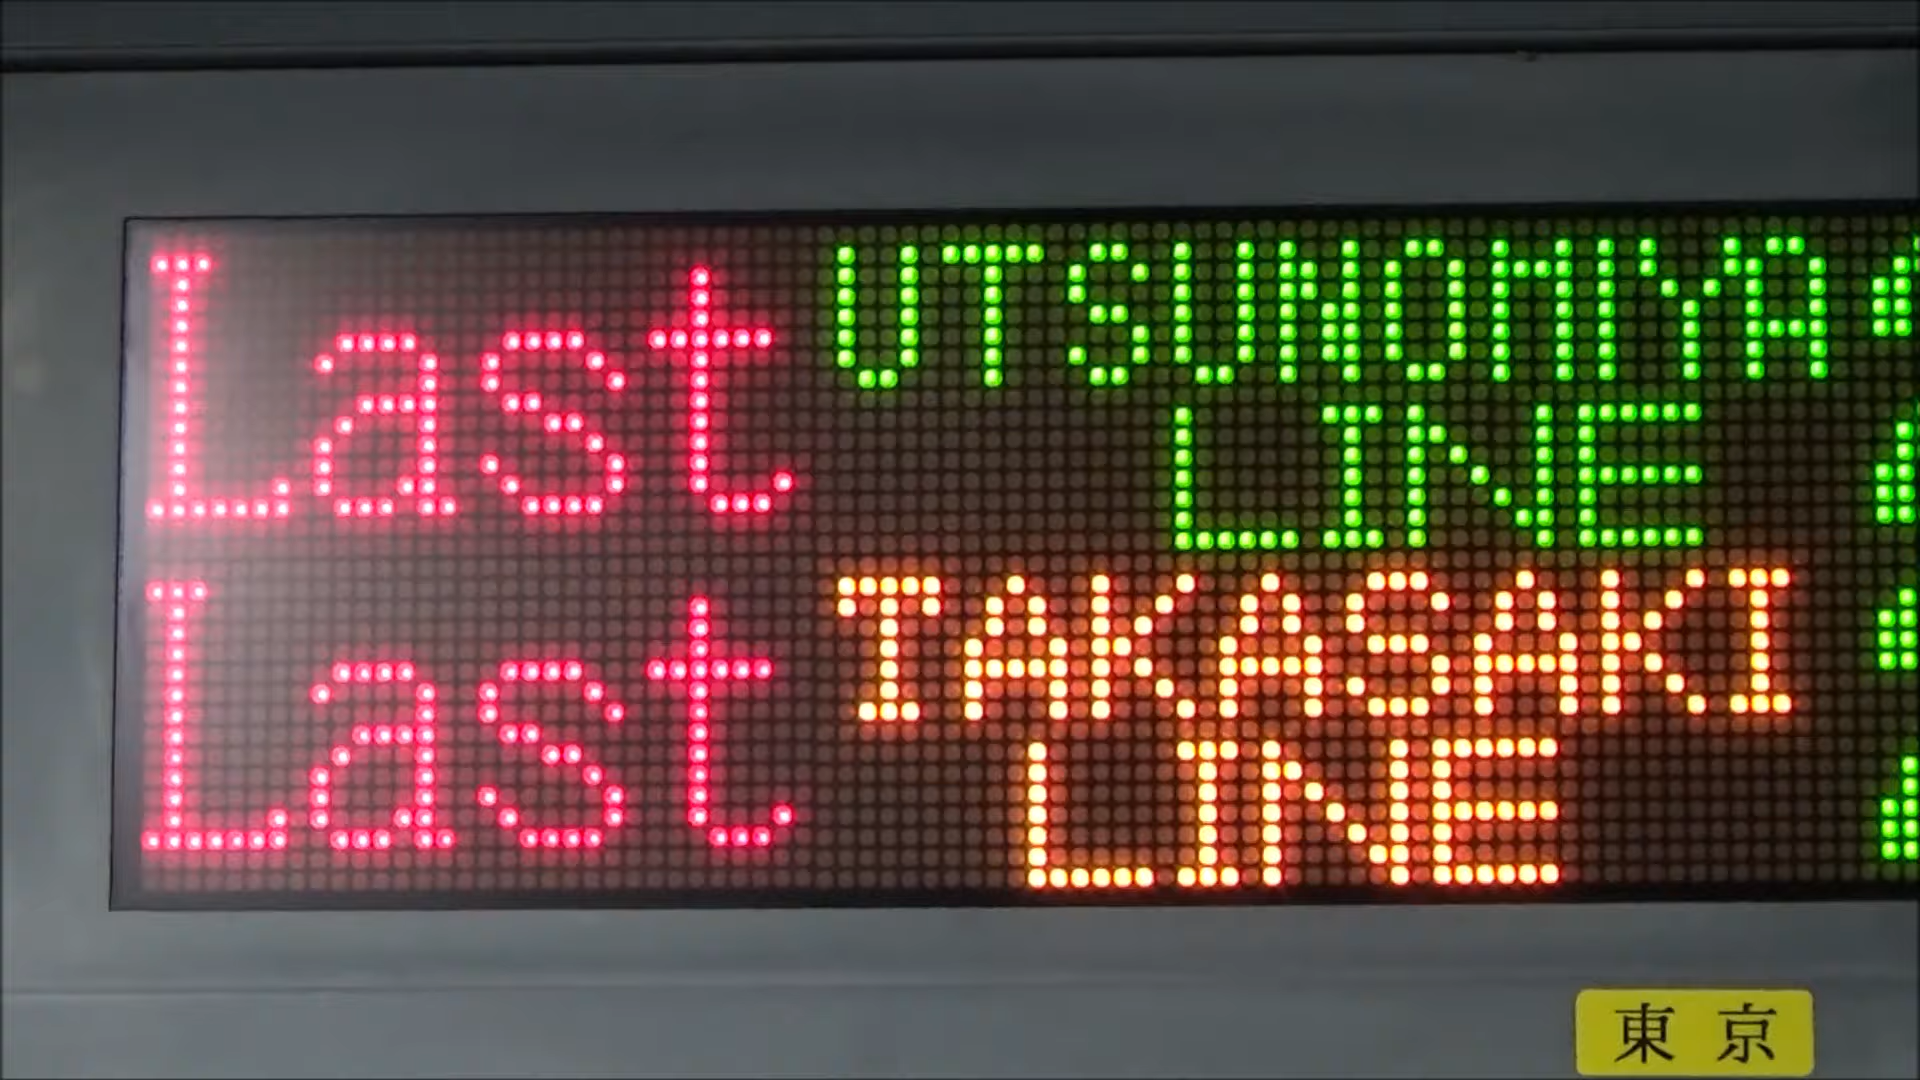 Last UTSUNOMIYA
LINE
Last TAKASAKI
LINE
東京